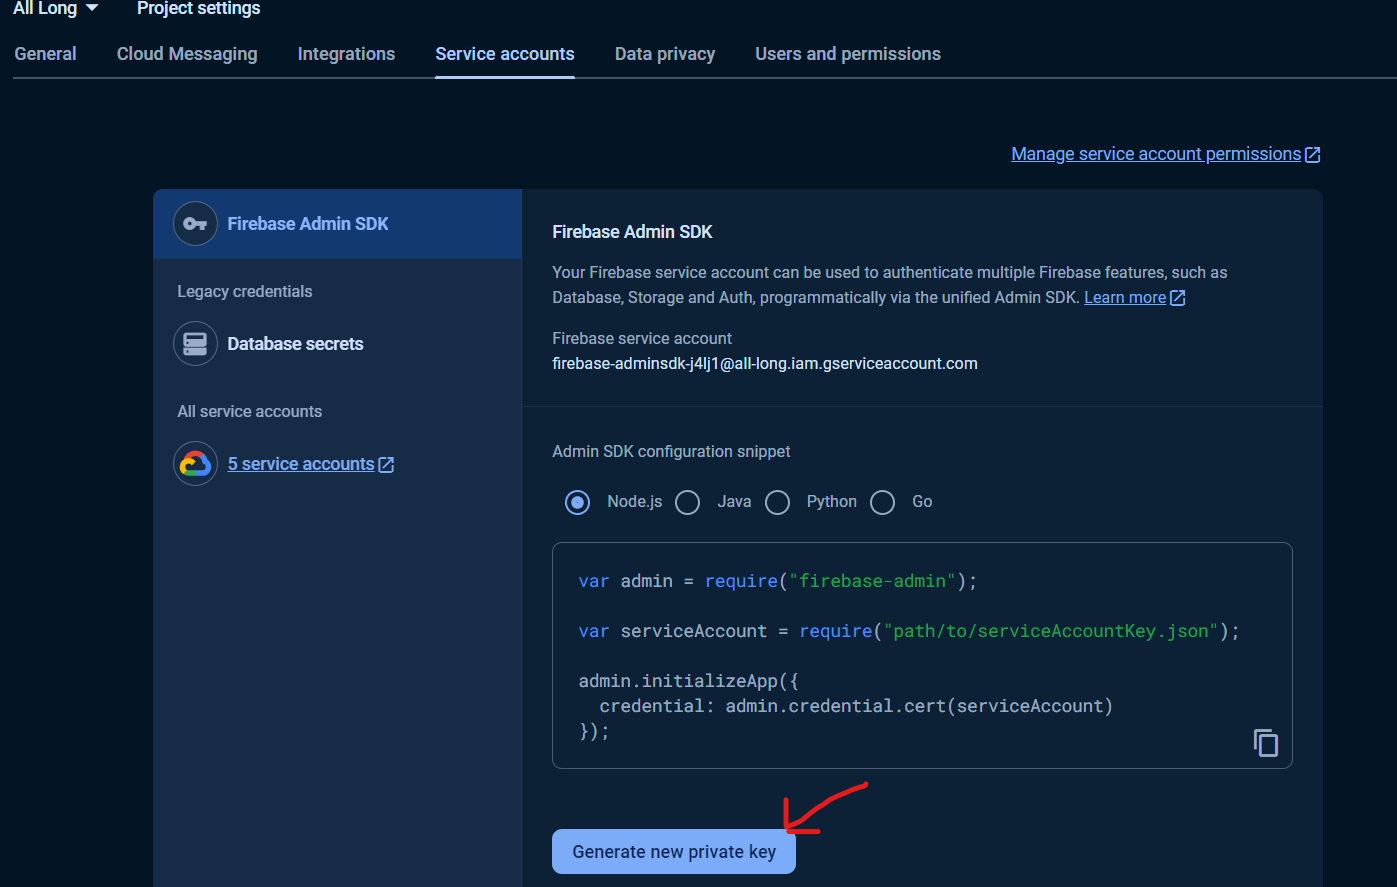 All Long Project settings
General Cloud Messaging Integrations Service accounts Data privacy Users and permissions
Manage service account permissions
Firebase Admin SDK
Legacy credentials
Database secrets
All service accounts
5 service accounts
Firebase Admin SDK
Your Firebase service account can be used to authenticate multiple Firebase features, such as
Database, Storage and Auth, programmatically via the unified Admin SDK. Learn more
Firebase service account
firebase-adminsdk-j4lj1@all-long.iam.gserviceaccount.com
Admin SDK configuration snippet
Node.js Java Python Go
var admin = require("firebase-admin");
var serviceAccount = require("path/to/serviceAccountKey.json");
admin.initializeApp({
  credential: admin.credential.cert(serviceAccount)
});
Generate new private key